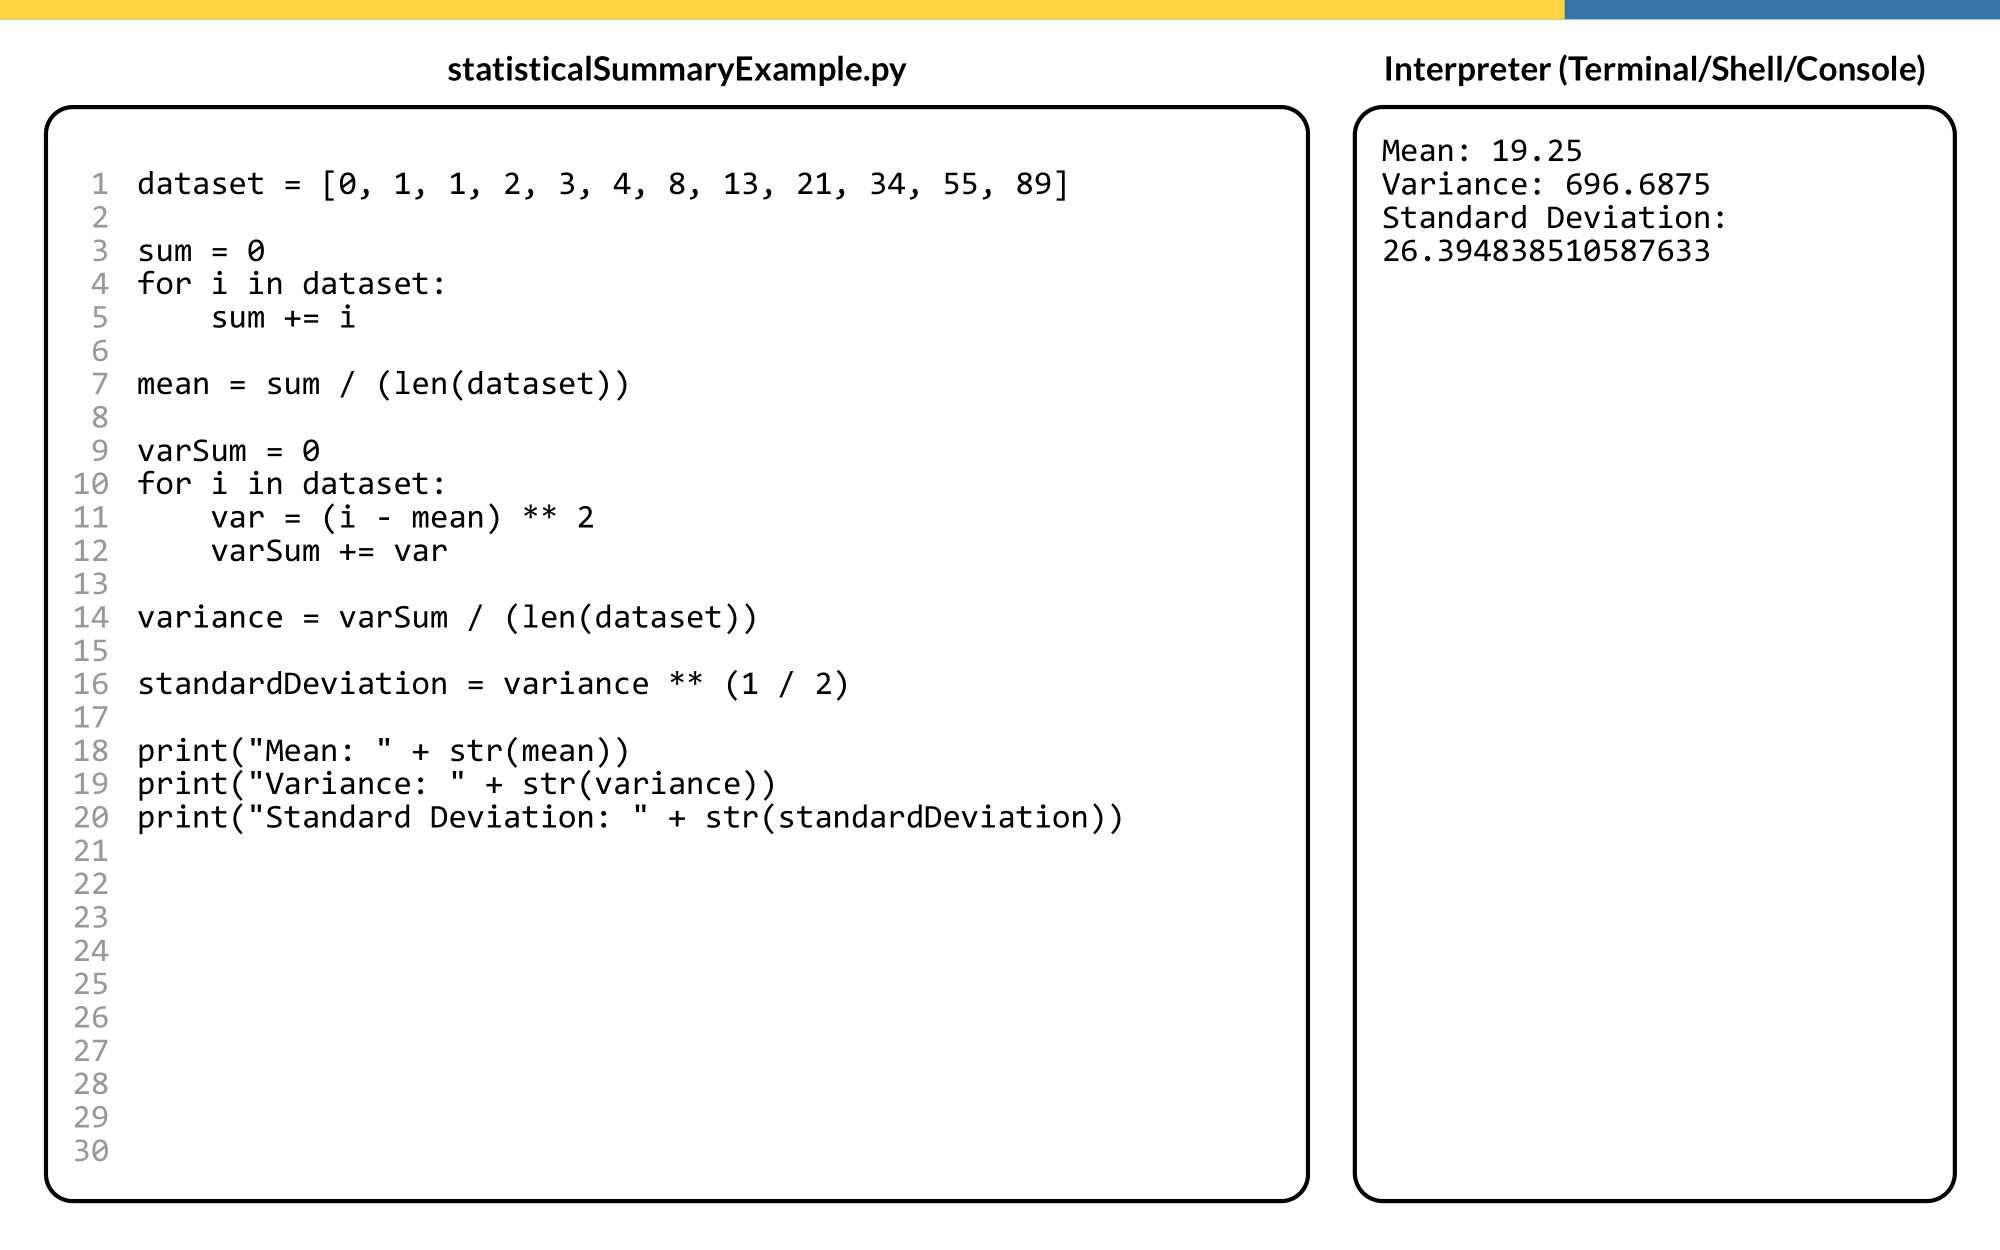 statisticalSummaryExample.py
1 dataset = [0, 1, 1, 2, 3, 4, 8, 13, 21, 34, 55, 89]
2
3 sum = 0
4 for i in dataset:
5     sum += i
6
7 mean = sum / (len(dataset))
8
9 varSum = 0
10 for i in dataset:
11     var = (i - mean) ** 2
12     varSum += var
13
14 variance = varSum / (len(dataset))
15
16 standardDeviation = variance ** (1 / 2)
17
18 print("Mean: " + str(mean))
19 print("Variance: " + str(variance))
20 print("Standard Deviation: " + str(standardDeviation))
21
22
23
24
25
26
27
28
29
30
Interpreter (Terminal/Shell/Console)
Mean: 19.25
Variance: 696.6875
Standard Deviation:
26.394838510587633